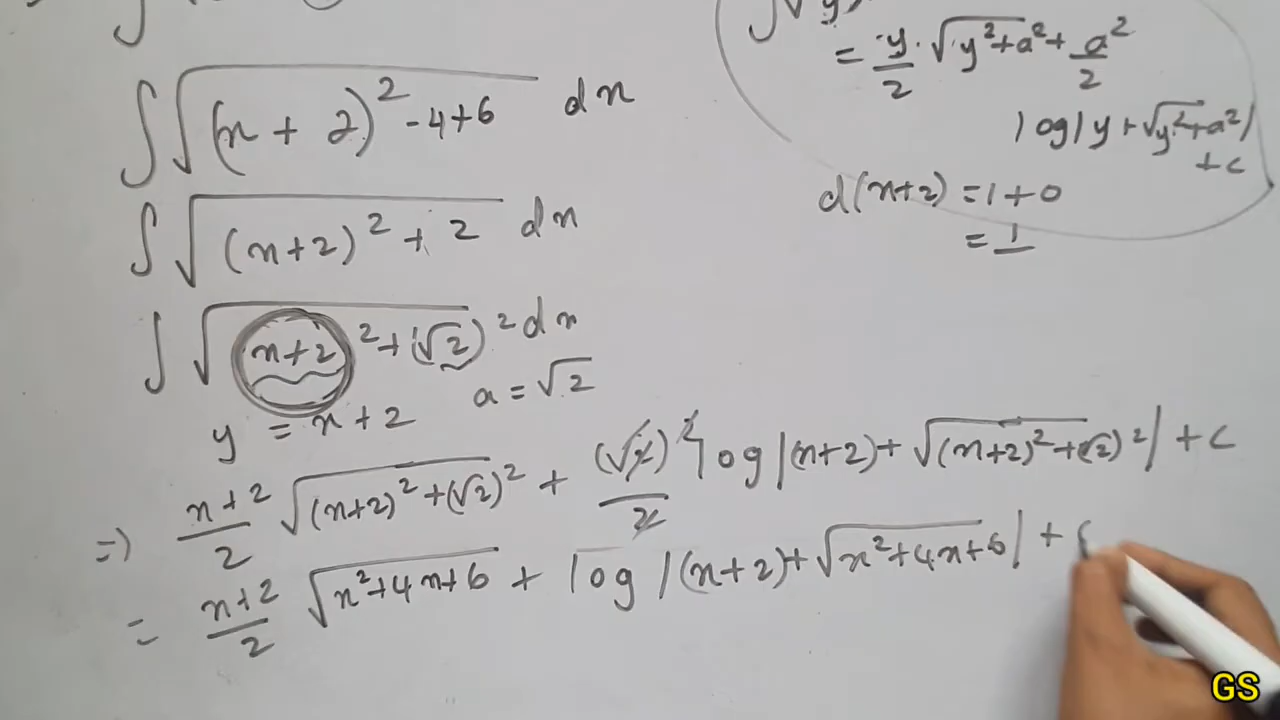 ∫√(x + 2)² - 4 + 6 dx
∫√(x+2)² + 2 dx
∫√(x+2)² + (√2)² dx
y = x + 2
a = √2
= y/2 · √y² + a² + a²/2
log|y + √y² + a²|
+ c
d(x+2) = 1 + 0
= 1
=) x+2/2 √(x+2)² + (√2)² + (√2)²/2 log|(x+2) + √(x+2)² + (√2)²| + c
= x+2/2 √x² + 4x + 6 + log|(x+2) + √x² + 4x + 6| +
GS